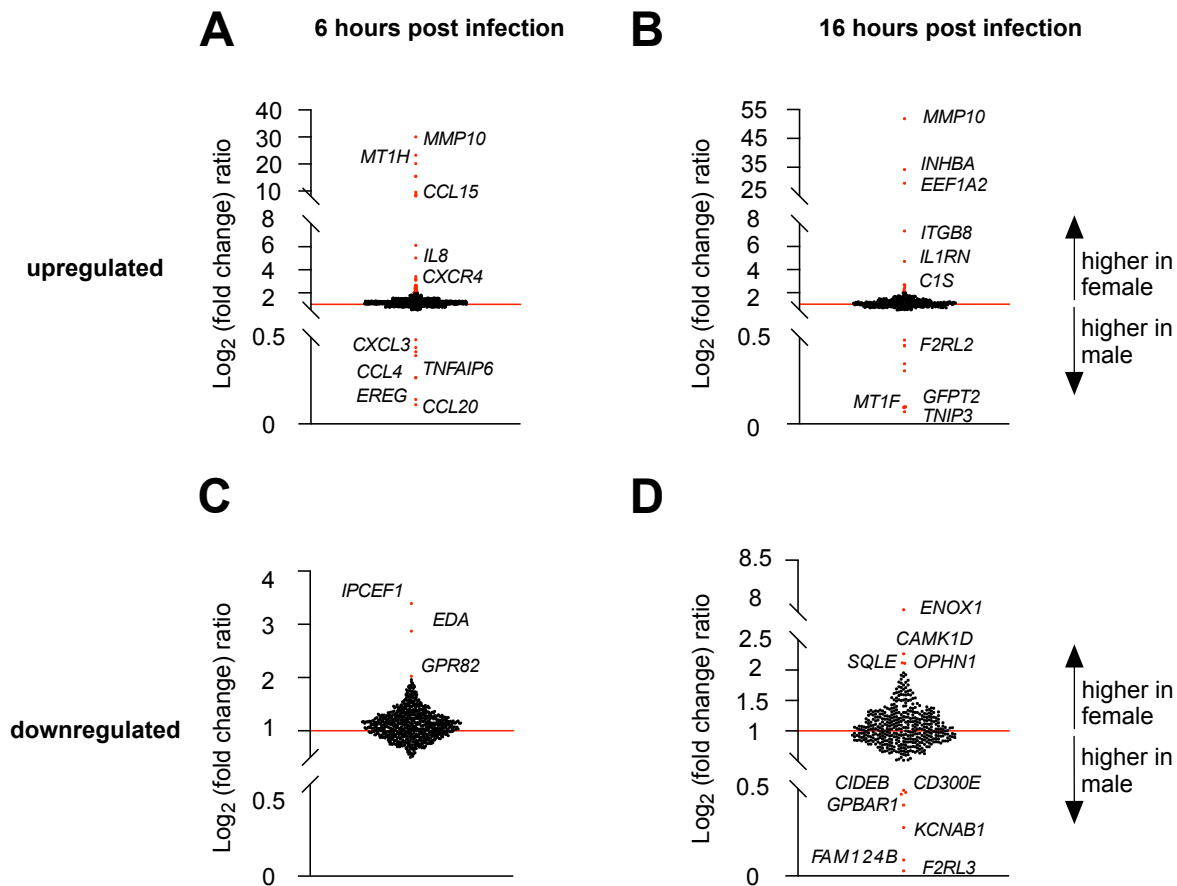 A
6 hours post infection
B
16 hours post infection
upregulated
Log2 (fold change) ratio
40
30
20
10
8
6
4
2
0.5
0
MMP10
MT1H
CCL15
IL8
CXCR4
CXCL3
TNFAIP6
CCL4
EREG
CCL20
Log2 (fold change) ratio
55
45
35
25
8
6
4
2
0.5
0
MMP10
INHBA
EEF1A2
ITGB8
IL1RN
C1S
F2RL2
MT1F
GFPT2
TNIP3
higher in
female
higher in
male
C
D
downregulated
Log2 (fold change) ratio
4
3
2
1
0.5
0
IPCEF1
EDA
GPR82
Log2 (fold change) ratio
8.5
8
2.5
2
1.5
1
0.5
0
ENOX1
CAMK1D
SQLE
OPHN1
CIDEB
CD300E
GPBAR1
KCNAB1
FAM124B
F2RL3
higher in
female
higher in
male